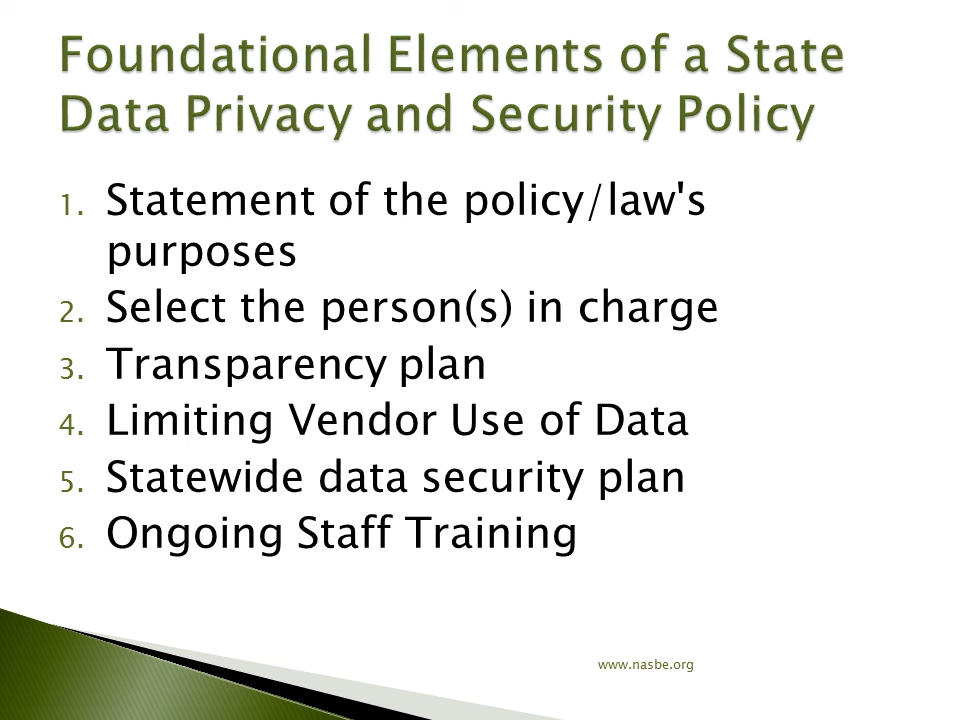 Foundational Elements of a State
Data Privacy and Security Policy
1. Statement of the policy/law's
purposes
2. Select the person(s) in charge
3. Transparency plan
4. Limiting Vendor Use of Data
5. Statewide data security plan
6. Ongoing Staff Training
www.nasbe.org